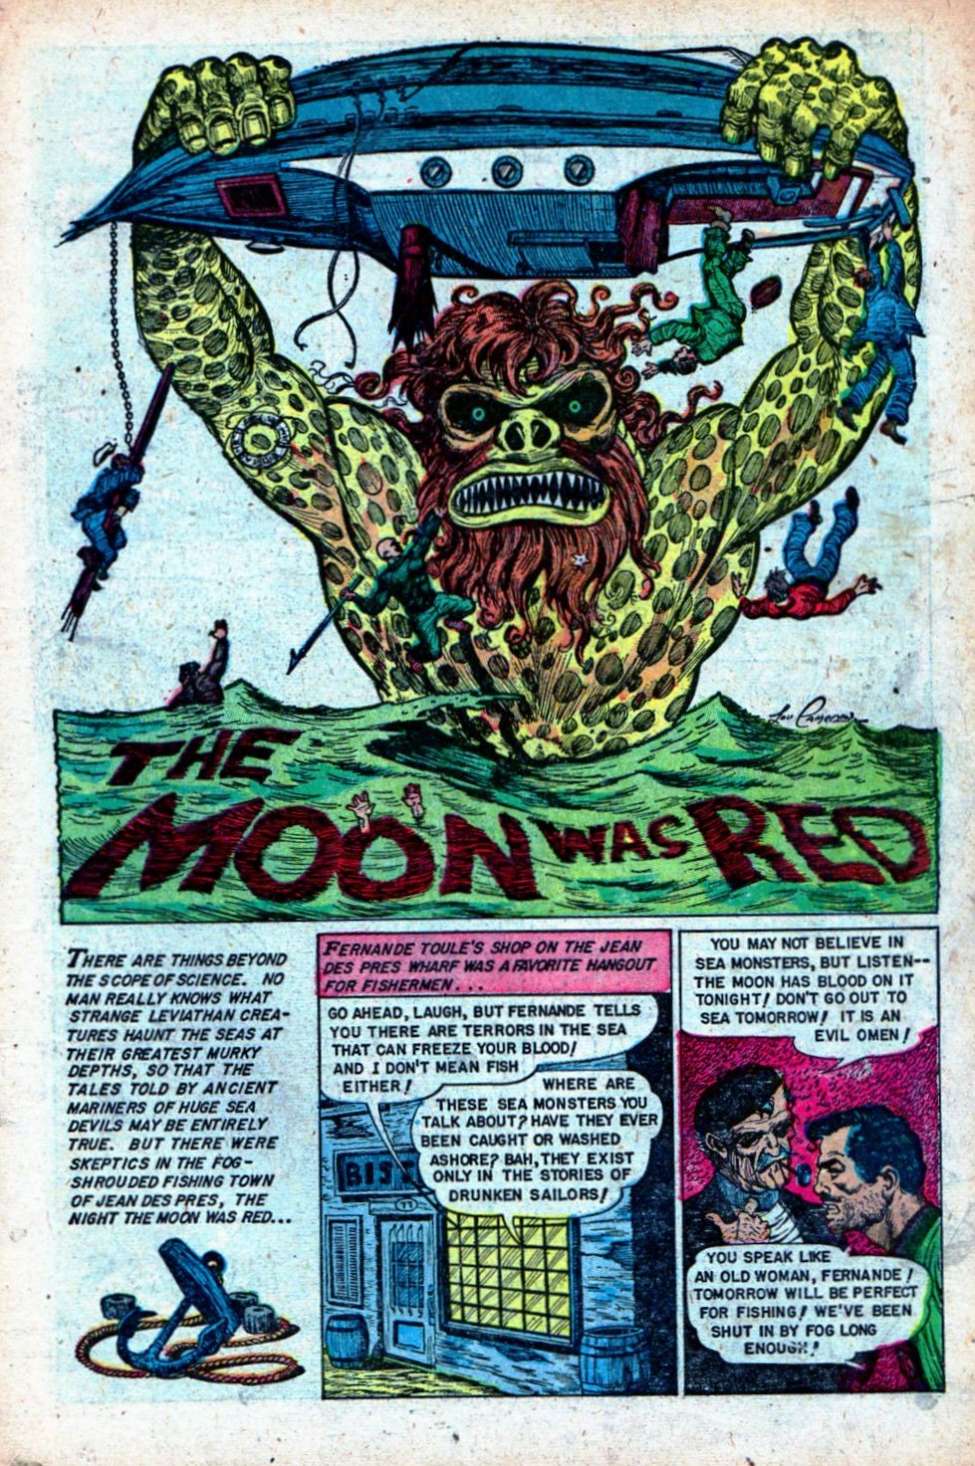 Lou Cameron
THE
MOON WAS RED
THERE ARE THINGS BEYOND
THE SCOPE OF SCIENCE. NO
MAN REALLY KNOWS WHAT
STRANGE LEVIATHAN CREA-
TURES HAUNT THE SEAS AT
THEIR GREATEST MURKY
DEPTHS, SO THAT THE
TALES TOLD BY ANCIENT
MARINERS OF HUGE SEA
DEVILS MAY BE ENTIRELY
TRUE. BUT THERE WERE
SKEPTICS IN THE FOG-
SHROUDED FISHING TOWN
OF JEAN DES PRES, THE
NIGHT THE MOON WAS RED...
FERNANDE TOULE'S SHOP ON THE JEAN
DES PRES WHARF WAS A FAVORITE HANGOUT
FOR FISHERMEN...
GO AHEAD, LAUGH, BUT FERNANDE TELLS
YOU THERE ARE TERRORS IN THE SEA
THAT CAN FREEZE YOUR BLOOD!
AND I DON'T MEAN FISH
EITHER!
WHERE ARE
THESE SEA MONSTERS YOU
TALK ABOUT? HAVE THEY EVER
BEEN CAUGHT OR WASHED
ASHORE? BAH, THEY EXIST
ONLY IN THE STORIES OF
DRUNKEN SAILORS!
BIST
11
YOU MAY NOT BELIEVE IN
SEA MONSTERS, BUT LISTEN--
THE MOON HAS BLOOD ON IT
TONIGHT! DON'T GO OUT TO
SEA TOMORROW! IT IS AN
EVIL OMEN!
YOU SPEAK LIKE
AN OLD WOMAN, FERNANDE!
TOMORROW WILL BE PERFECT
FOR FISHING! WE'VE BEEN
SHUT IN BY FOG LONG
ENOUGH!